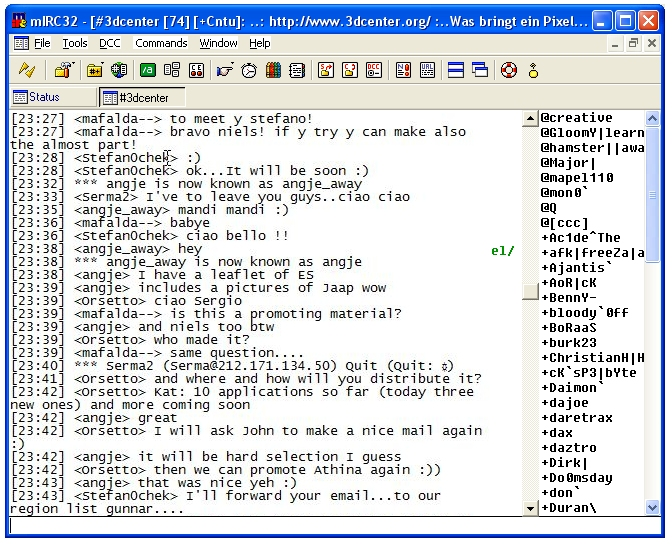 mIRC32 - [#3dcenter [74] [+Cntu]: ..: http://www.3dcenter.org/ :..Was bringt ein Pixel...
File Tools DCC Commands Window Help
Status #3dcenter
[23:27] <mafalda--> to meet y stefano!
[23:27] <mafalda--> bravo niels! if y try y can make also
the almost part!
[23:28] <Stefan0chek> :)
[23:28] <Stefan0chek> ok...It will be soon :)
[23:32] *** angje is now known as angje_away
[23:33] <Serma2> I've to leave you guys..ciao ciao
[23:35] <angje_away> mandi mandi :)
[23:36] <mafalda--> babye
[23:36] <Stefan0chek> ciao bello !!
[23:38] <angje_away> hey
el/
[23:38] *** angje_away is now known as angje
[23:38] <angje> I have a leaflet of ES
[23:39] <angje> includes a pictures of Jaap wow
[23:39] <Orsetto> ciao Sergio
[23:39] <mafalda--> is this a promoting material?
[23:39] <angje> and niels too btw
[23:39] <Orsetto> who made it?
[23:39] <mafalda--> same question....
[23:40] *** Serma2 (Serma@212.171.134.50) Quit (Quit: ¢)
[23:41] <Orsetto> and where and how will you distribute it?
[23:42] <Orsetto> Kat: 10 applications so far (today three
new ones) and more coming soon
[23:42] <angje> great
[23:42] <Orsetto> I will ask John to make a nice mail again
:)
[23:42] <angje> it will be hard selection I guess
[23:42] <Orsetto> then we can promote Athina again :))
[23:43] <angje> that was nice yeh :)
[23:43] <Stefan0chek> I'll forward your email...to our
region list gunnar....
@creative
@GloomY|learn
@hamster||awa
@Major|
@mapel110
@mon0`
@Q
@[ccc]
+Ac1de^The
+afk|freeZa|a
+Ajantis`
+AoR|cK
+BennY-
+bloody`0ff
+BoRaaS
+burk23
+ChristianH|H
+cK`sP3|bYte
+Daimon`
+dajoe
+daretrax
+dax
+daztro
+Dirk|
+Do0msday
+don`
+Duran\